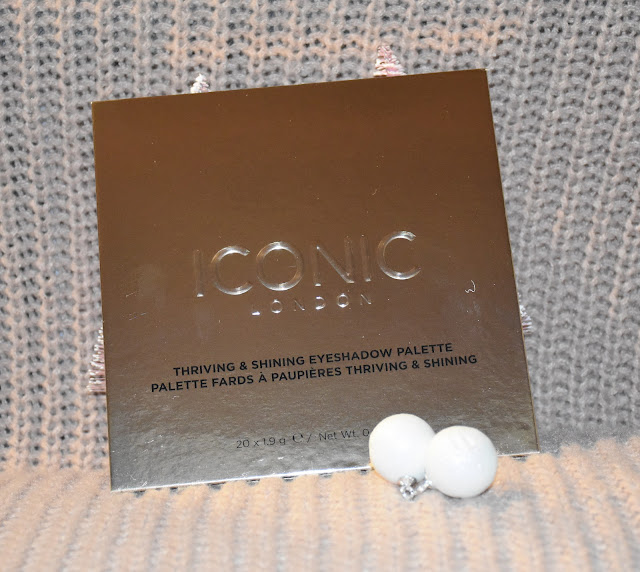 ICONIC
LONDON
THRIVING & SHINING EYESHADOW PALETTE
PALETTE FARDS À PAUPIÈRES THRIVING & SHINING
20 x 1.9 g ℮ / Net. Wt.